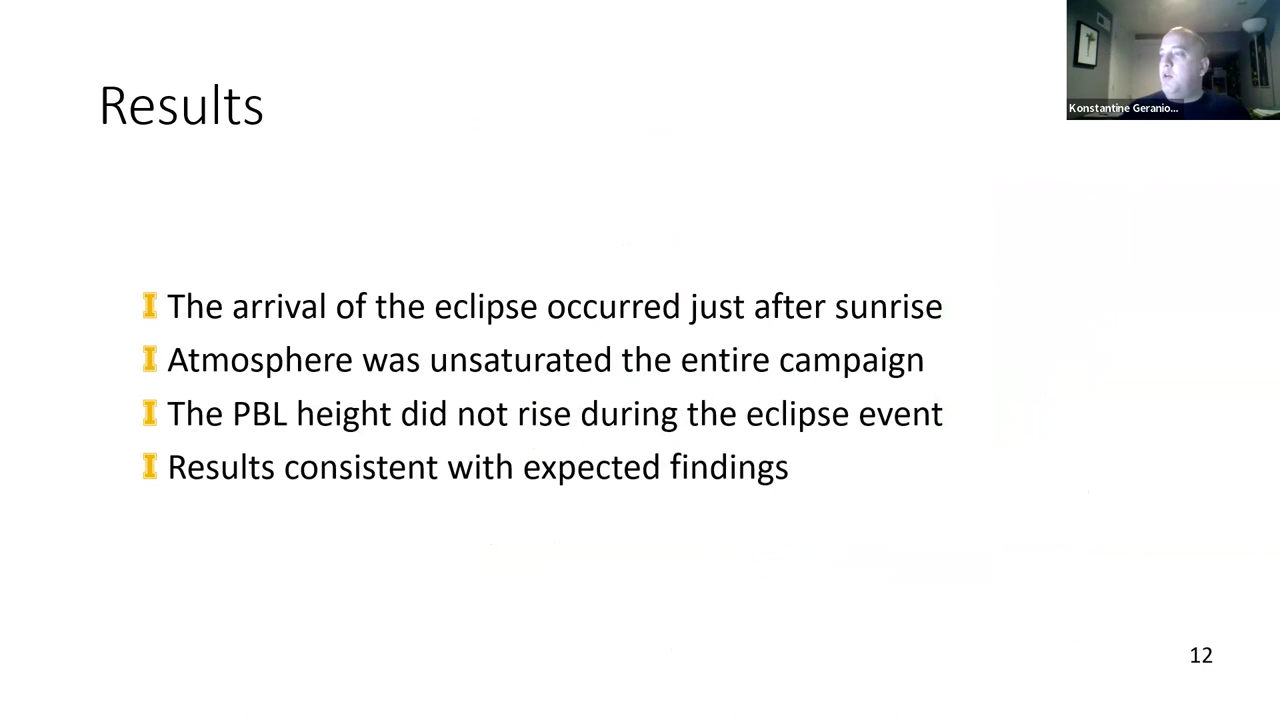 Konstantine Geranio...
Results
The arrival of the eclipse occurred just after sunrise
Atmosphere was unsaturated the entire campaign
The PBL height did not rise during the eclipse event
Results consistent with expected findings
12